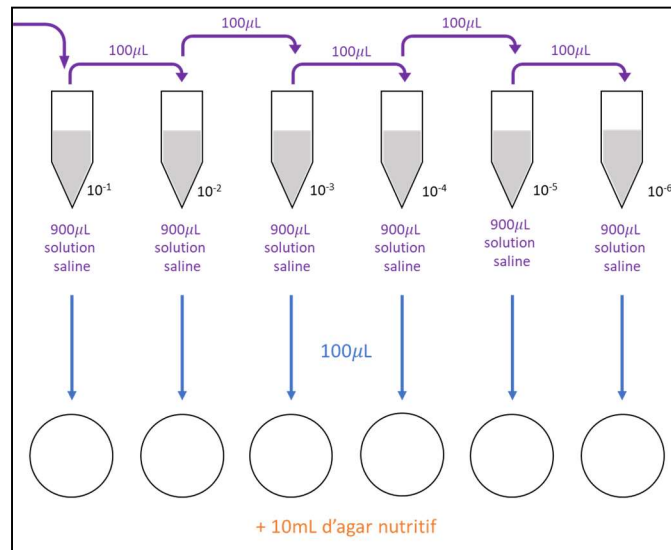 100µL
100µL
100µL
100µL
100µL
10⁻¹
10⁻²
10⁻³
10⁻⁴
10⁻⁵
10⁻⁶
900µL
solution
saline
900µL
solution
saline
900µL
solution
saline
900µL
solution
saline
900µL
solution
saline
900µL
solution
saline
100µL
+ 10mL d’agar nutritif